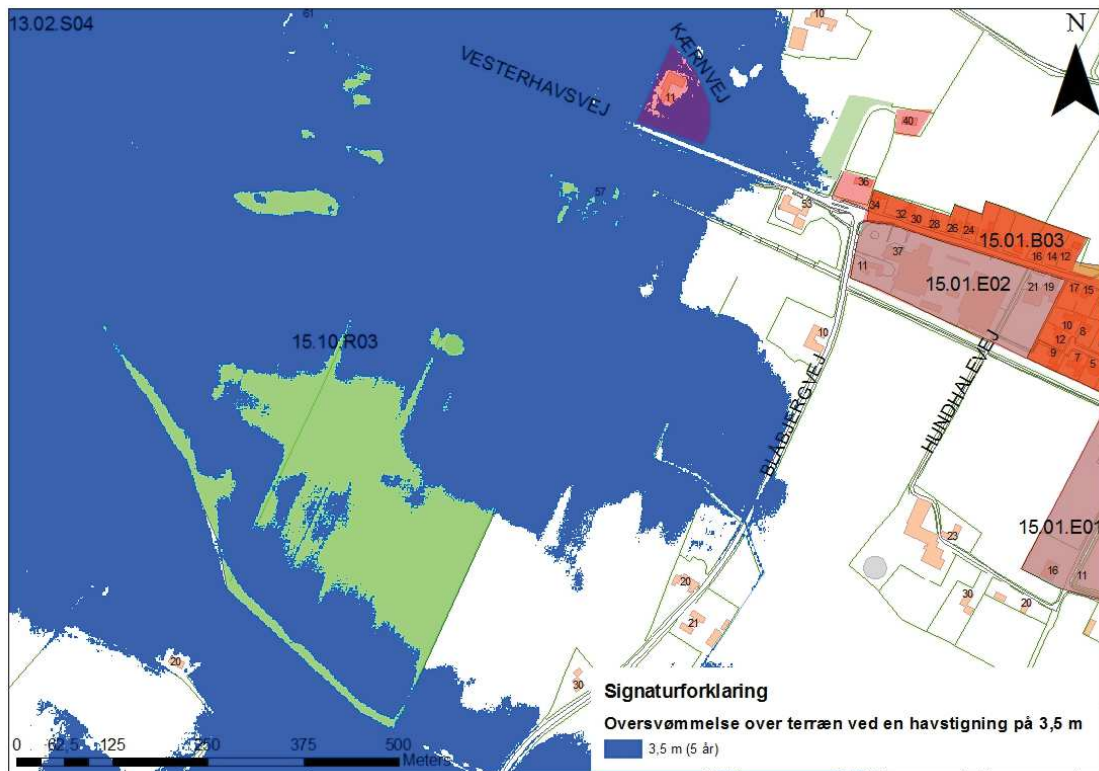 13.02.S04
61
10
N
VESTERHAVSVEJ
KÆRNVEJ
11
40
36
57
53
34
32
30
28
26
24
15.01.B03
16
14
12
37
11
15.01.E02
21
19
17
15
10
15.10.R03
10
12
8
9
7
5
BLÅBJERGVEJ
HUNDHALEVEJ
15.01.E01
23
16
11
20
30
20
21
20
30
Signaturforklaring
Oversvømmelse over terræn ved en havstigning på 3,5 m
3,5 m (5 år)
0 62,5 125 250 375 500
Meters